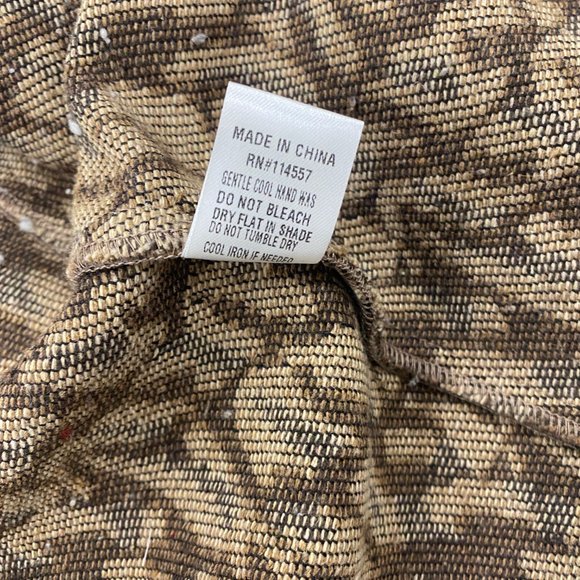 MADE IN CHINA
RN#114557
GENTLE COOL HAND WAS
DO NOT BLEACH
DRY FLAT IN SHADE
DO NOT TUMBLE DRY
COOL IRON IF NEEDED